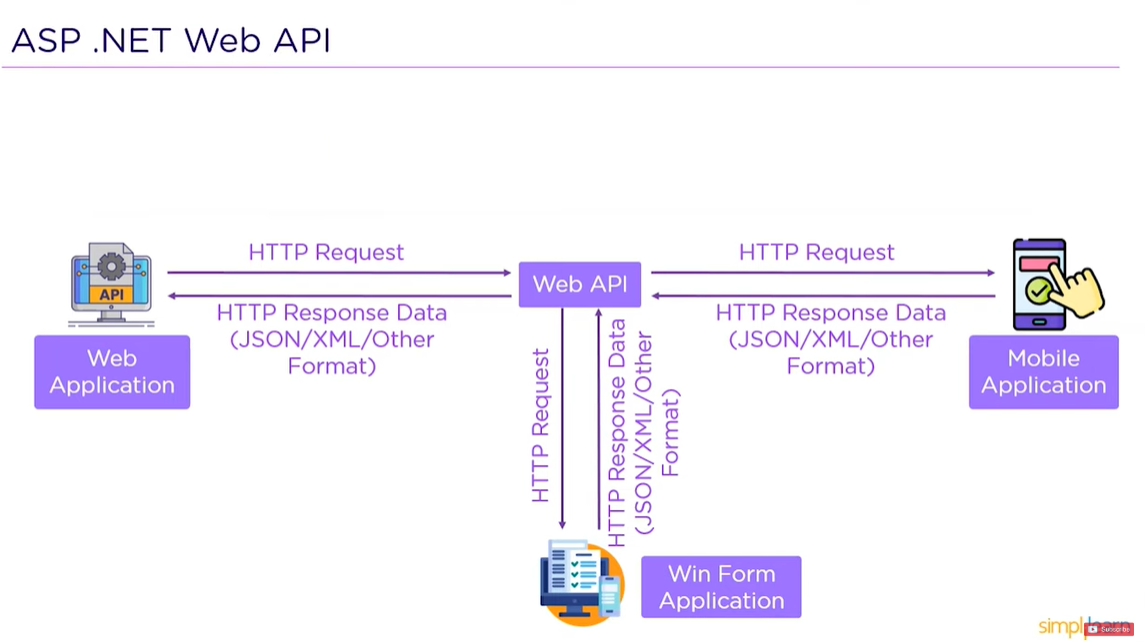 ASP .NET Web API
HTTP Request
HTTP Request
API
Web API
HTTP Response Data
(JSON/XML/Other
Format)
HTTP Response Data
(JSON/XML/Other
Format)
Web
Application
Mobile
Application
HTTP Request
HTTP Response Data
(JSON/XML/Other
Format)
Win Form
Application
simplilearn
Subscribe